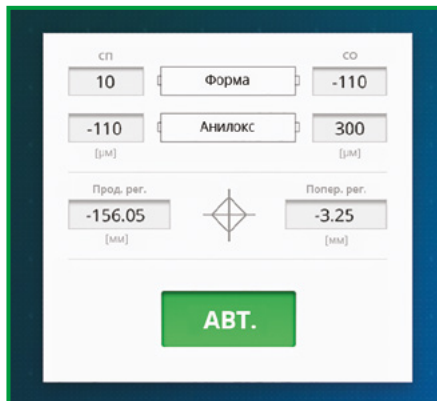 СП СО
10 Форма -110
-110 Анилокс 300
[μм] [μм]
Прод. рег. Попер. рег.
-156.05 -3.25
[мм] [мм]
АВТ.